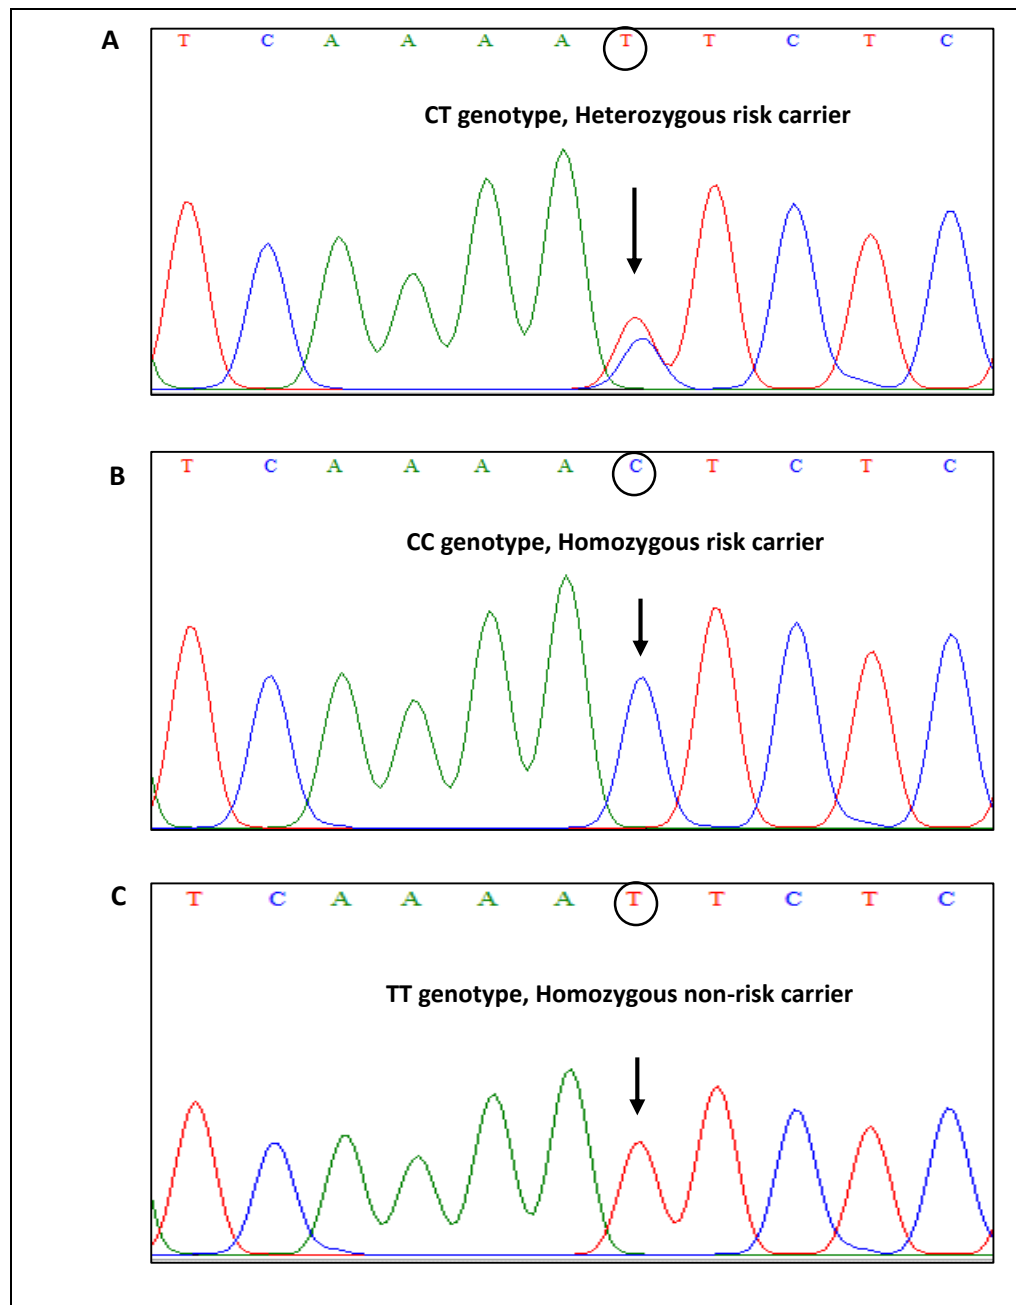 A
T C A A A A T T C T C
CT genotype, Heterozygous risk carrier
B
T C A A A A C T C T C
CC genotype, Homozygous risk carrier
C
T C A A A A T T C T C
TT genotype, Homozygous non-risk carrier